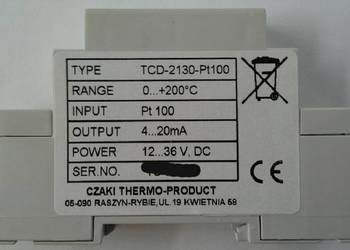 TYPE TCD-2130-Pt100
RANGE 0...+200°C
INPUT Pt 100
OUTPUT 4...20mA
POWER 12...36 V, DC
SER.NO.
CE
CZAKI THERMO-PRODUCT
05-090 RASZYN-RYBIE, UL.19 KWIETNIA 58